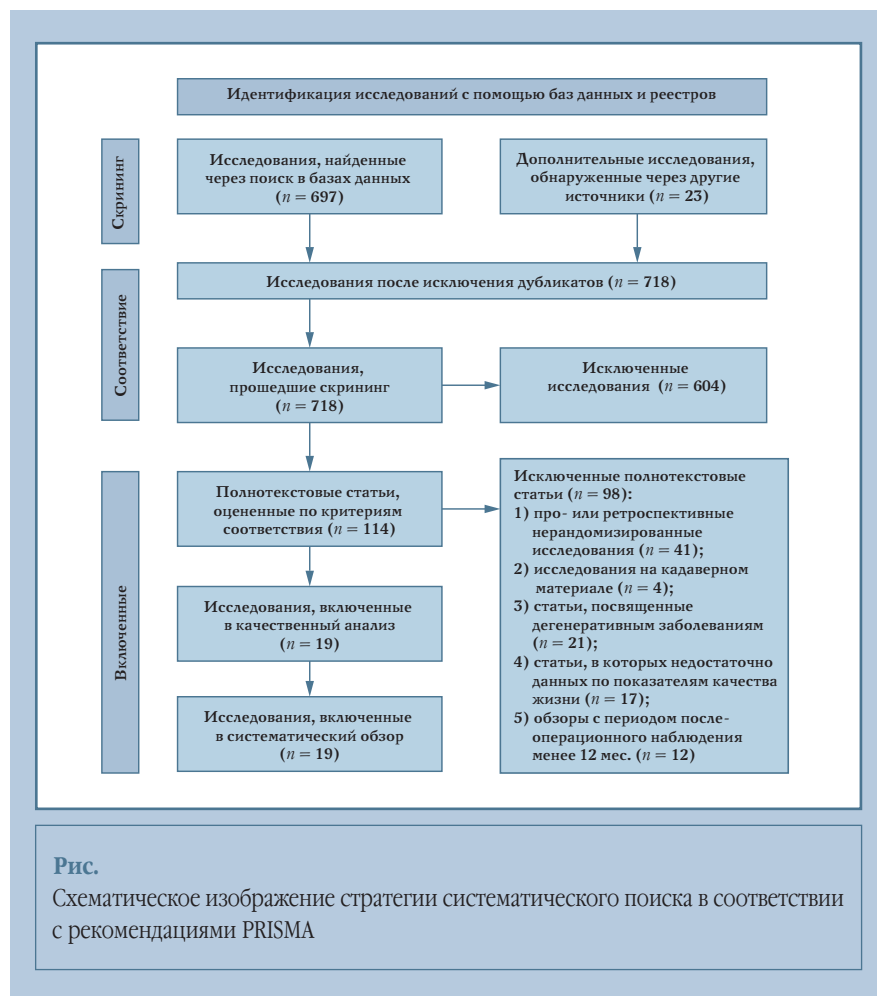 Идентификация исследований с помощью баз данных и реестров
Скрининг
Исследования, найденные
через поиск в базах данных
(n = 697)
Дополнительные исследования,
обнаруженные через другие
источники (n = 23)
Соответствие
Исследования после исключения дубликатов (n = 718)
Исследования,
прошедшие скрининг
(n = 718)
Исключенные
исследования (n = 604)
Включенные
Полнотекстовые статьи,
оцененные по критериям
соответствия (n = 114)
Исследования, включенные
в качественный анализ
(n = 19)
Исследования, включенные
в систематический обзор
(n = 19)
Исключенные полнотекстовые
статьи (n = 98):
1) про- или ретроспективные
нерандомизированные
исследования (n = 41);
2) исследования на кадаверном
материале (n = 4);
3) статьи, посвященные
дегенеративным заболеваниям
(n = 21);
4) статьи, в которых недостаточно
данных по показателям качества
жизни (n = 17);
5) обзоры с периодом после-
операционного наблюдения
менее 12 мес. (n = 12)
Рис.
Схематическое изображение стратегии систематического поиска в соответствии
с рекомендациями PRISMA